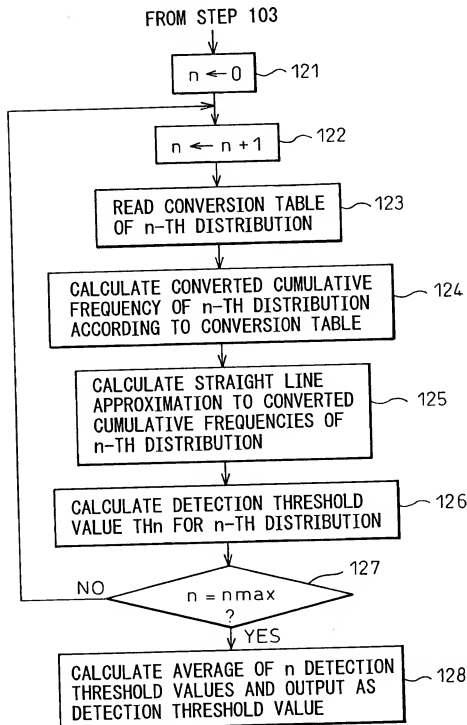 FROM STEP 103
n ← 0
121
n ← n + 1
122
READ CONVERSION TABLE
OF n-TH DISTRIBUTION
123
CALCULATE CONVERTED CUMULATIVE
FREQUENCY OF n-TH DISTRIBUTION
ACCORDING TO CONVERSION TABLE
124
CALCULATE STRAIGHT LINE
APPROXIMATION TO CONVERTED
CUMULATIVE FREQUENCIES OF
n-TH DISTRIBUTION
125
CALCULATE DETECTION THRESHOLD
VALUE THn FOR n-TH DISTRIBUTION
126
127
NO
n = nmax
?
YES
CALCULATE AVERAGE OF n DETECTION
THRESHOLD VALUES AND OUTPUT AS
DETECTION THRESHOLD VALUE
128